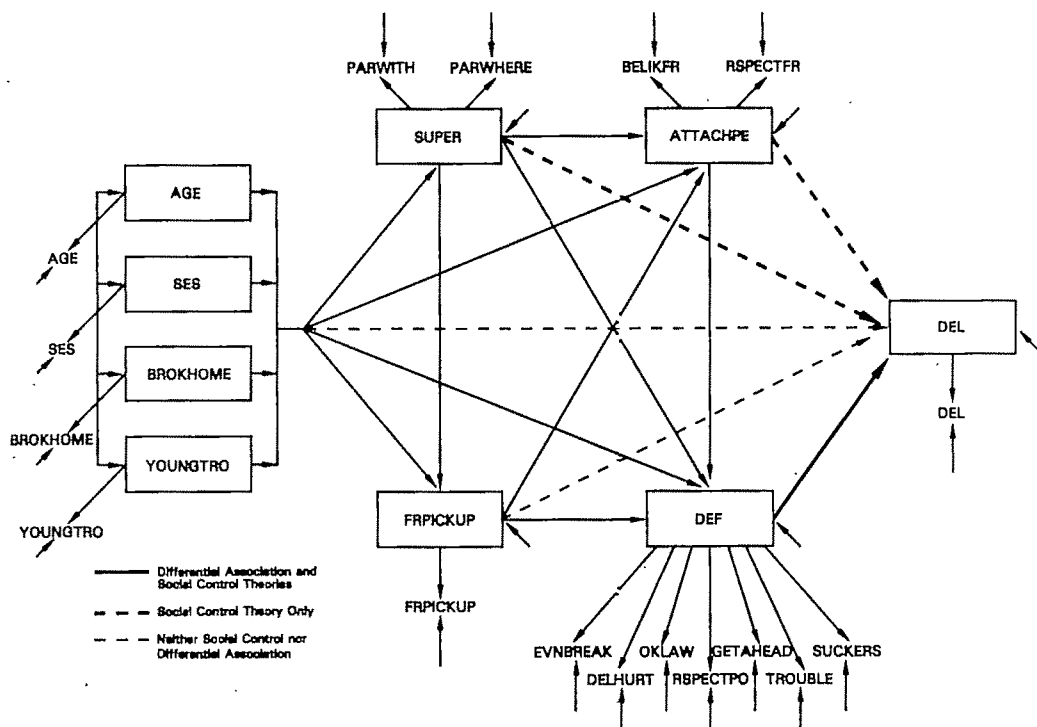 PARWITH PARWHERE BELIKFR RSPECTFR
SUPER ATTACHPE
AGE
AGE
SES
SES
DEL
BROKHOME
BROKHOME
DEL
YOUNGTRO
YOUNGTRO
FRPICKUP DEF
Differential Association and
Social Control Theories
Social Control Theory Only
Neither Social Control nor
Differential Association
FRPICKUP
EVNBREAK OKLAW GETAHEAD SUCKERS
DELHURT RSPECTPO TROUBLE